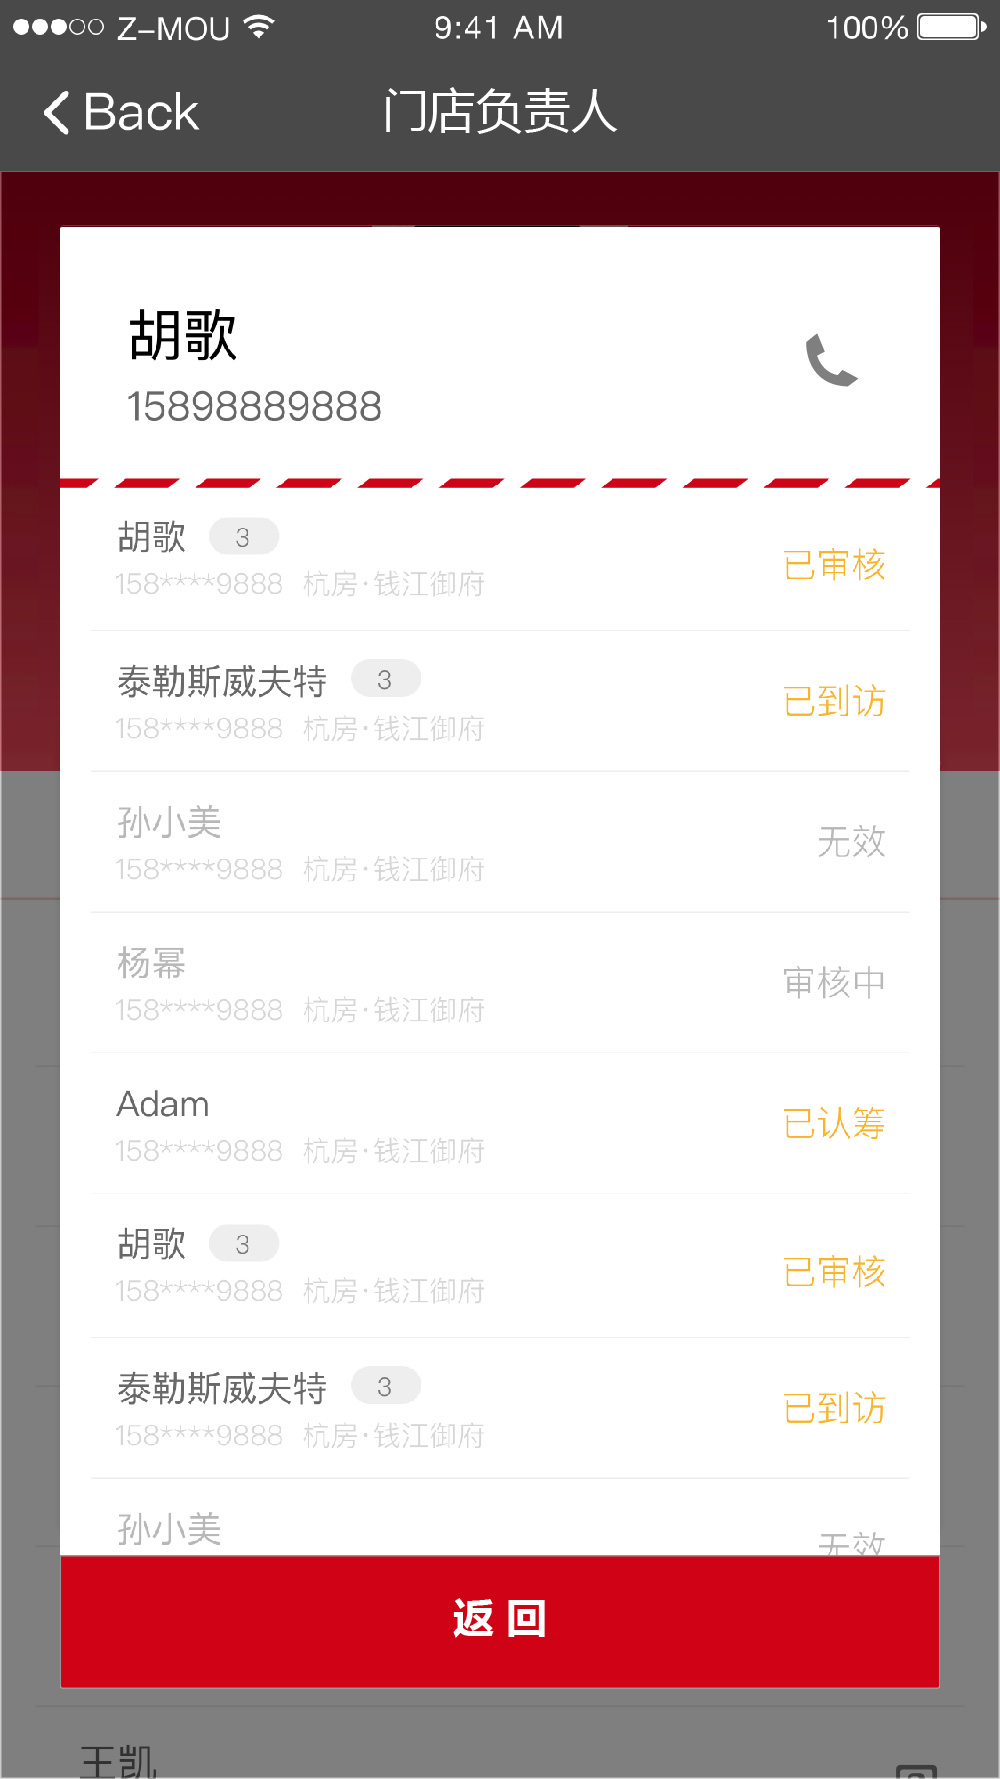 Z-MOU 9:41 AM 100%
Back 门店负责人
胡歌
15898889888
胡歌 3
已审核
158****9888 杭房·钱江御府
泰勒斯威夫特 3
已到访
158****9888 杭房·钱江御府
孙小美
无效
158****9888 杭房·钱江御府
杨幂
审核中
158****9888 杭房·钱江御府
Adam
已认筹
158****9888 杭房·钱江御府
胡歌 3
已审核
158****9888 杭房·钱江御府
泰勒斯威夫特 3
已到访
158****9888 杭房·钱江御府
孙小美
无效
返回
王凯